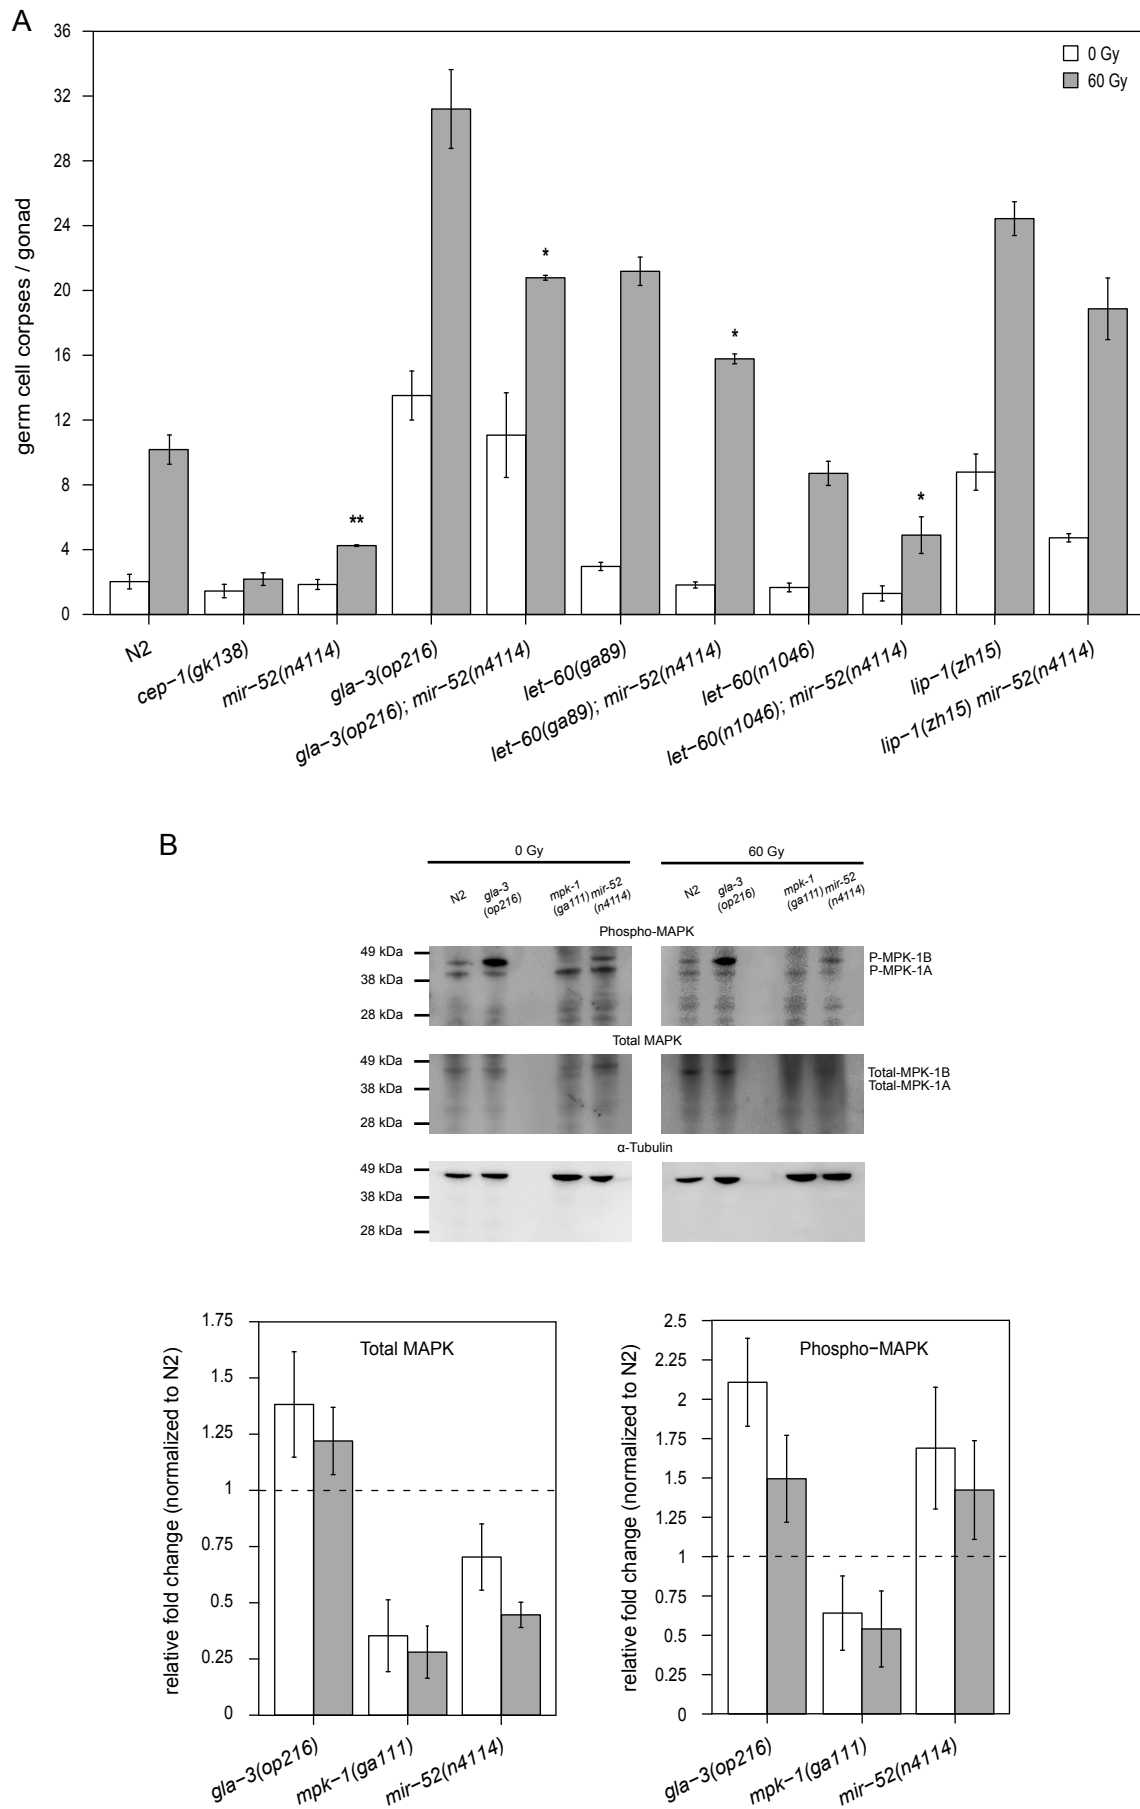 A
36
32
28
24
20
16
12
8
4
0
germ cell corpses / gonad
0 Gy
60 Gy
**
*
*
*
N2
cep−1(gk138)
mir−52(n4114)
gla−3(op216)
gla−3(op216); mir−52(n4114)
let−60(ga89)
let−60(ga89); mir−52(n4114)
let−60(n1046)
let−60(n1046); mir−52(n4114)
lip−1(zh15)
lip−1(zh15) mir−52(n4114)
B
0 Gy
60 Gy
N2
gla-3
(op216)
mpk-1
(ga111)
mir-52
(n4114)
N2
gla-3
(op216)
mpk-1
(ga111)
mir-52
(n4114)
Phospho-MAPK
49 kDa
38 kDa
28 kDa
P-MPK-1B
P-MPK-1A
Total MAPK
49 kDa
38 kDa
28 kDa
Total-MPK-1B
Total-MPK-1A
α-Tubulin
49 kDa
38 kDa
28 kDa
relative fold change (normalized to N2)
1.75
1.5
1.25
1
0.75
0.5
0.25
0
Total MAPK
gla−3(op216)
mpk−1(ga111)
mir−52(n4114)
relative fold change (normalized to N2)
2.5
2.25
2
1.75
1.5
1.25
1
0.75
0.5
0.25
0
Phospho−MAPK
gla−3(op216)
mpk−1(ga111)
mir−52(n4114)